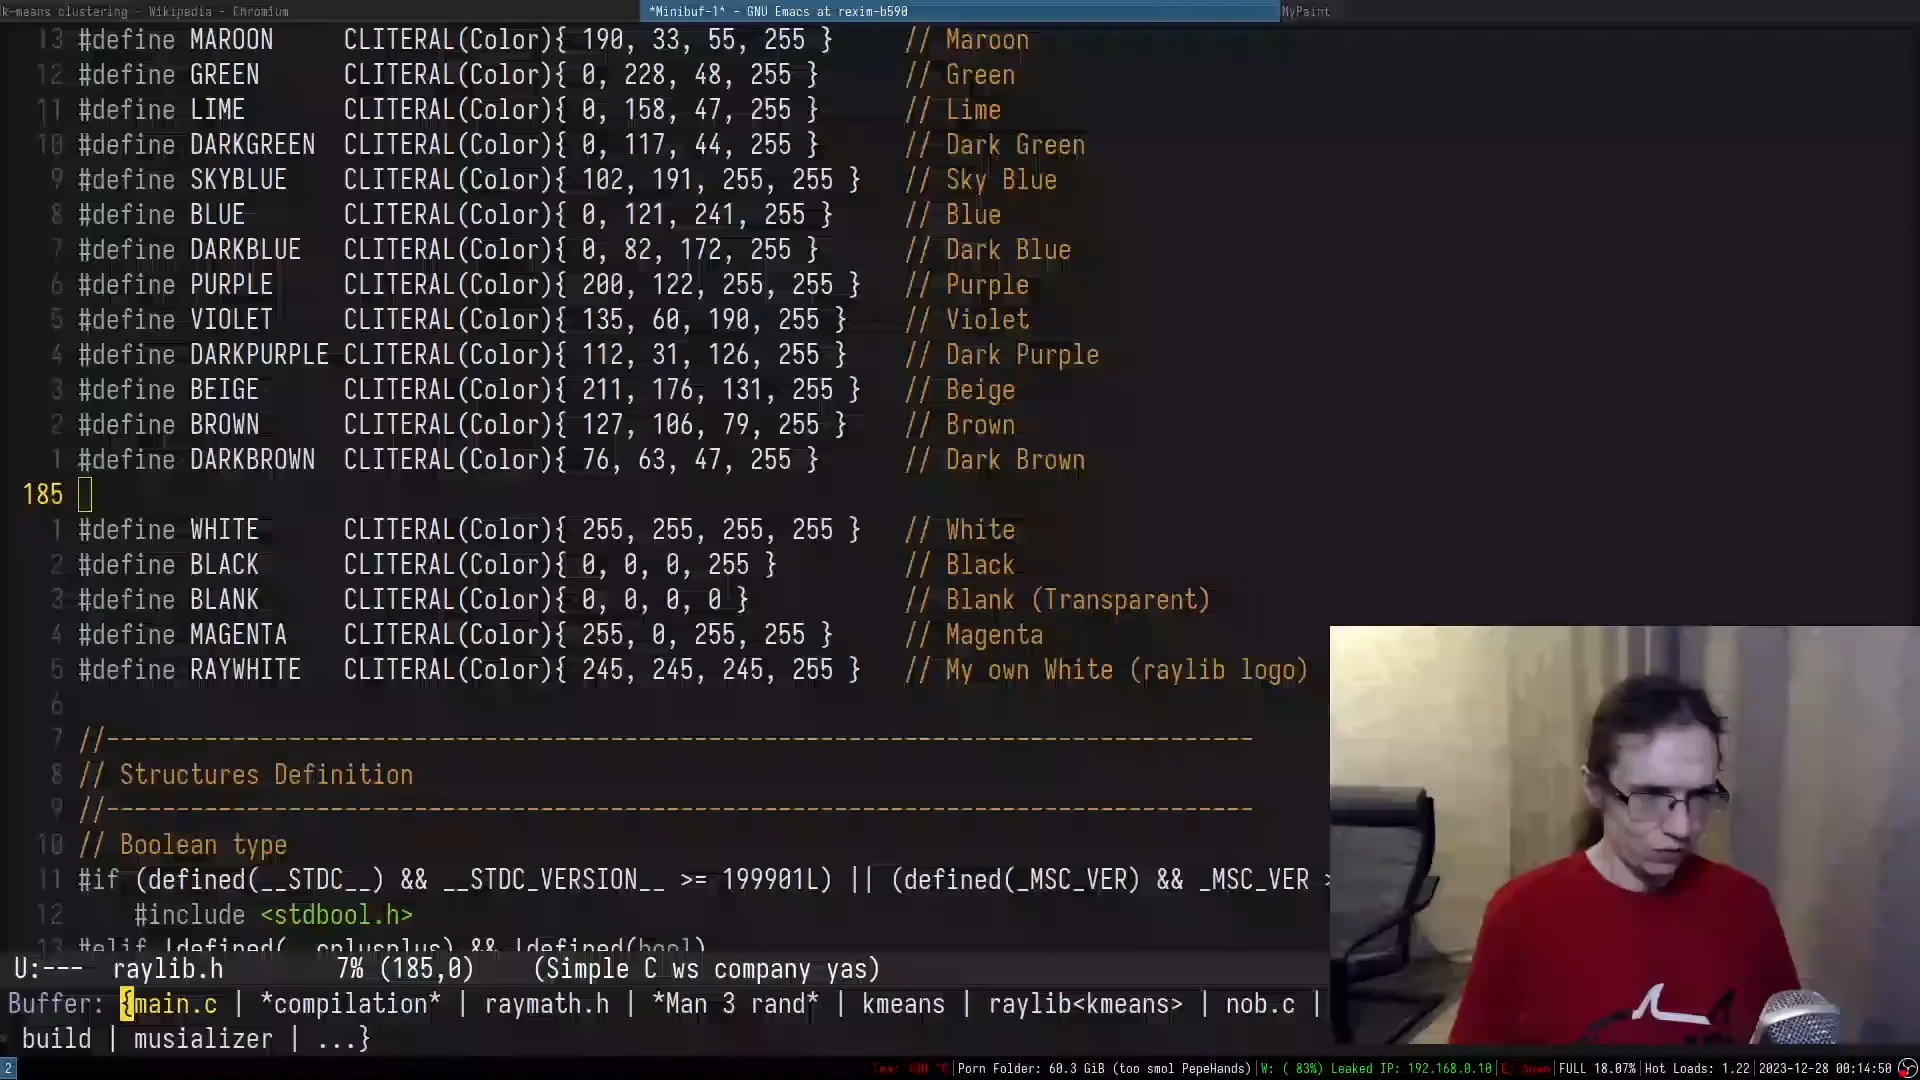 k-means clustering - Wikipedia - Chromium
*Minibuf-1* - GNU Emacs at rexim-b590
MyPaint
13 #define MAROON CLITERAL(Color){ 190, 33, 55, 255 } // Maroon
12 #define GREEN CLITERAL(Color){ 0, 228, 48, 255 } // Green
11 #define LIME CLITERAL(Color){ 0, 158, 47, 255 } // Lime
10 #define DARKGREEN CLITERAL(Color){ 0, 117, 44, 255 } // Dark Green
9 #define SKYBLUE CLITERAL(Color){ 102, 191, 255, 255 } // Sky Blue
8 #define BLUE CLITERAL(Color){ 0, 121, 241, 255 } // Blue
7 #define DARKBLUE CLITERAL(Color){ 0, 82, 172, 255 } // Dark Blue
6 #define PURPLE CLITERAL(Color){ 200, 122, 255, 255 } // Purple
5 #define VIOLET CLITERAL(Color){ 135, 60, 190, 255 } // Violet
4 #define DARKPURPLE CLITERAL(Color){ 112, 31, 126, 255 } // Dark Purple
3 #define BEIGE CLITERAL(Color){ 211, 176, 131, 255 } // Beige
2 #define BROWN CLITERAL(Color){ 127, 106, 79, 255 } // Brown
1 #define DARKBROWN CLITERAL(Color){ 76, 63, 47, 255 } // Dark Brown
185
1 #define WHITE CLITERAL(Color){ 255, 255, 255, 255 } // White
2 #define BLACK CLITERAL(Color){ 0, 0, 0, 255 } // Black
3 #define BLANK CLITERAL(Color){ 0, 0, 0, 0 } // Blank (Transparent)
4 #define MAGENTA CLITERAL(Color){ 255, 0, 255, 255 } // Magenta
5 #define RAYWHITE CLITERAL(Color){ 245, 245, 245, 255 } // My own White (raylib logo)
6
7 //----------------------------------------------------------------------------------
8 // Structures Definition
9 //----------------------------------------------------------------------------------
10 // Boolean type
11 #if (defined(__STDC__) && __STDC_VERSION__ >= 199901L) || (defined(_MSC_VER) && _MSC_VER >
12 #include <stdbool.h>
13 #elif !defined(__cplusplus) && !defined(bool)
U:--- raylib.h 7% (185,0) (Simple C ws company yas)
Buffer: {main.c | *compilation* | raymath.h | *Man 3 rand* | kmeans | raylib<kmeans> | nob.c |
build | musializer | ...}
2 Porn Folder: 60.3 GiB (too smol PepeHands) | W: ( 83%) Leaked IP: 192.168.0.10 | E: down | FULL 18.07% | Hot Loads: 1.22 | 2023-12-28 00:14:50